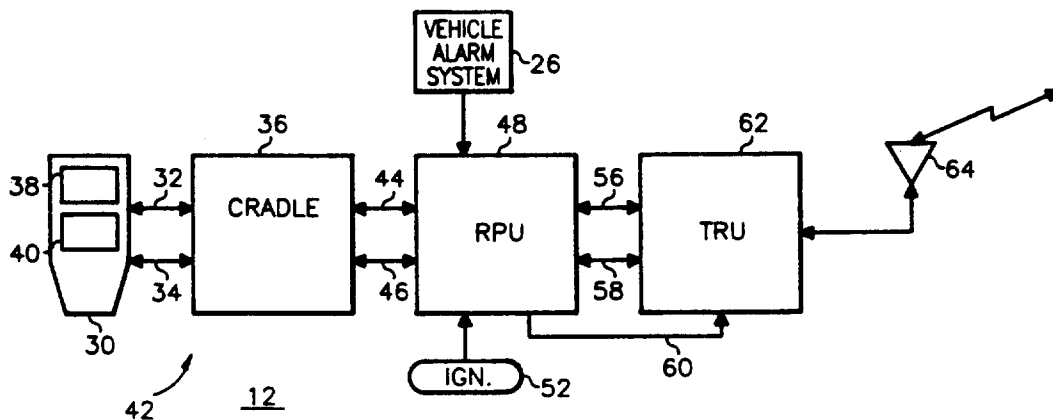 VEHICLE
ALARM
SYSTEM
26
36
48
62
64
38
32
CRADLE
44
RPU
56
TRU
40
34
46
58
30
60
IGN.
52
42
12